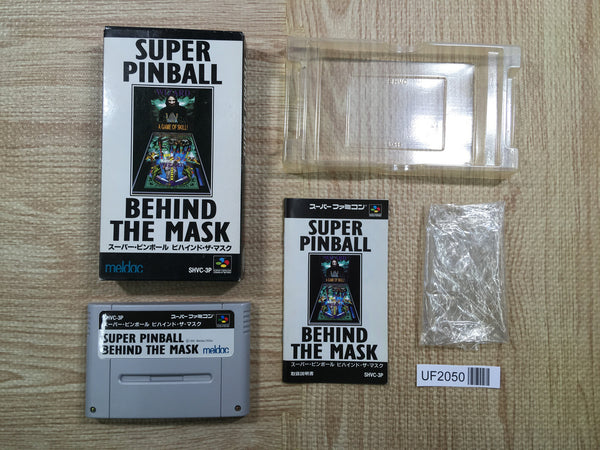 SUPER
PINBALL
WIZARD
A GAME OF SKILL!
BEHIND
THE MASK
スーパー・ピンボール ビハインド・ザ・マスク
meldac
SHVC-3P
スーパーファミコン
SUPER
PINBALL
BEHIND
THE MASK
スーパー・ピンボール ビハインド・ザ・マスク
取扱説明書
SHVC-3P
SHVC-3P
スーパーファミコン
スーパー・ピンボール ビハインド・ザ・マスク
SUPER PINBALL
BEHIND THE MASK
meldac
UF2050